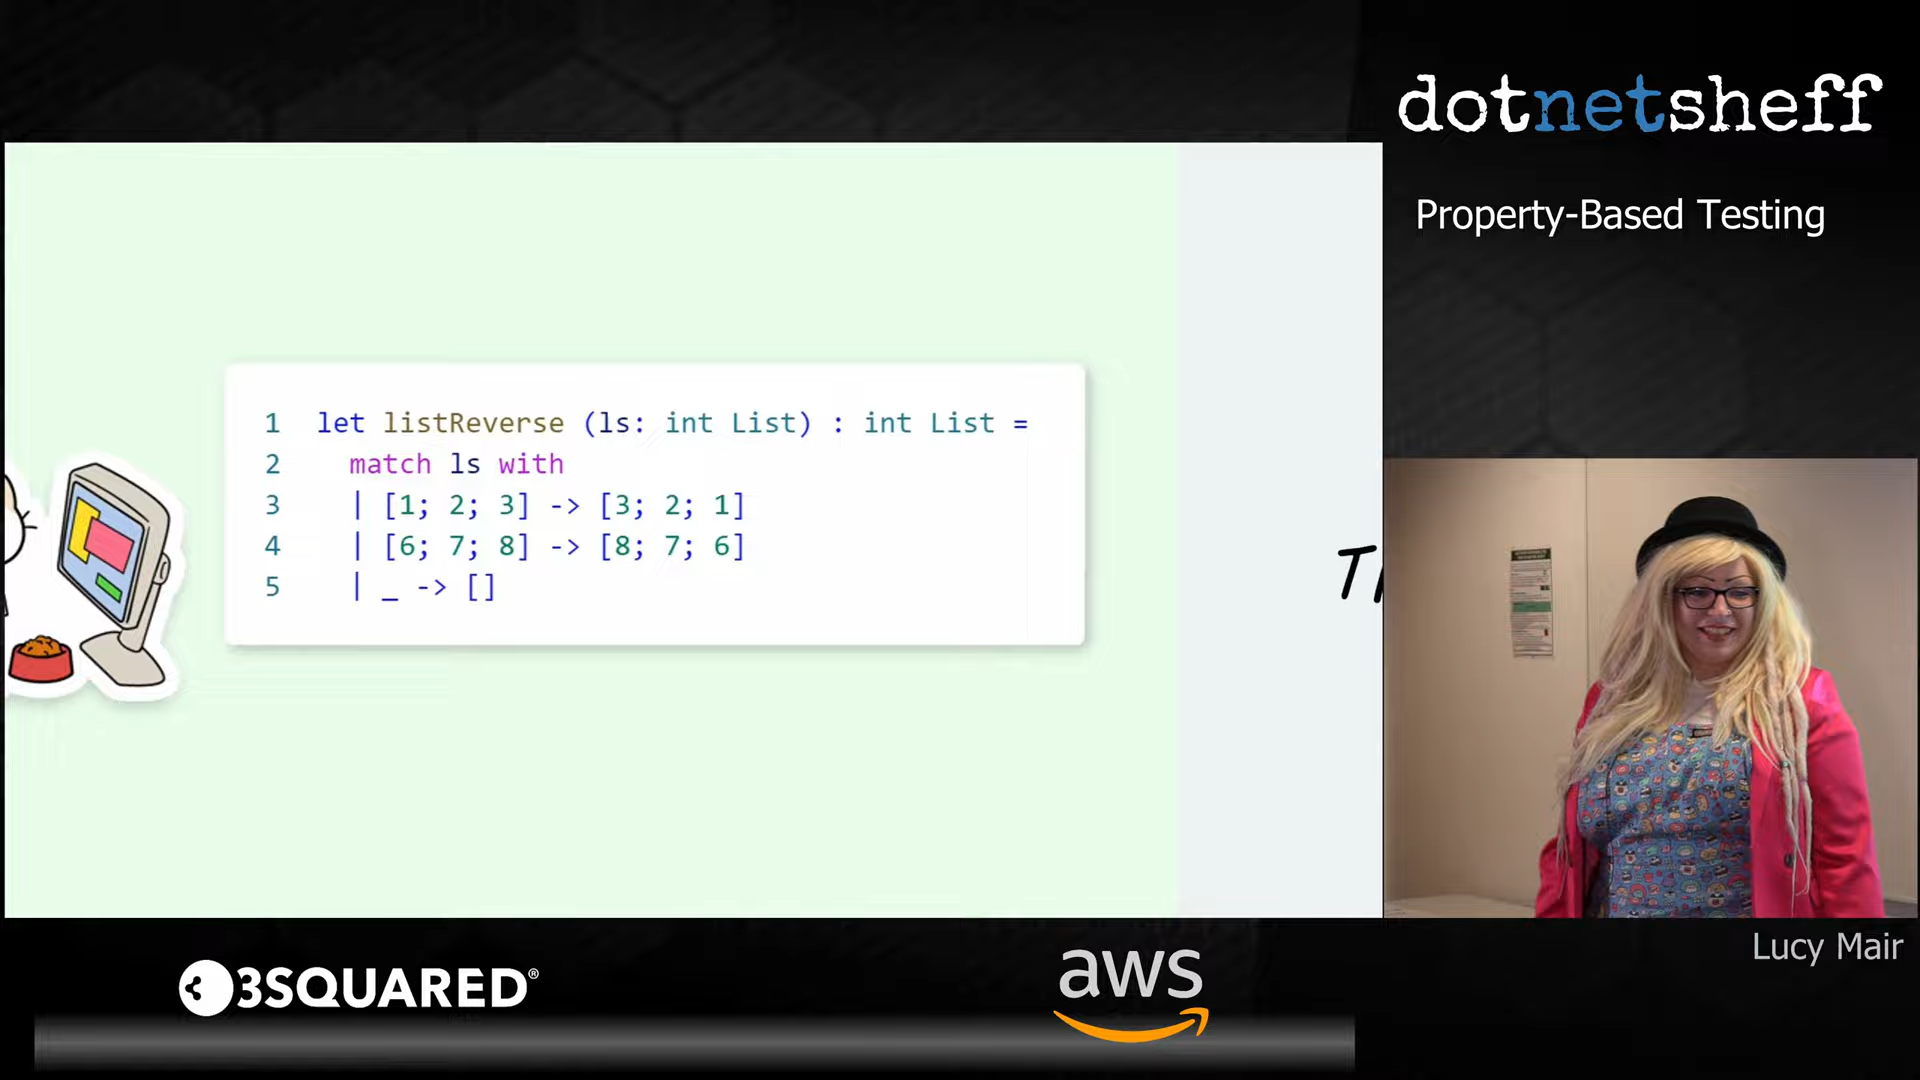 dotnetsheff
Property-Based Testing
1 let listReverse (ls: int List) : int List =
2 match ls with
3 | [1; 2; 3] -> [3; 2; 1]
4 | [6; 7; 8] -> [8; 7; 6]
5 | _ -> []
Lucy Mair
3SQUARED®
aws